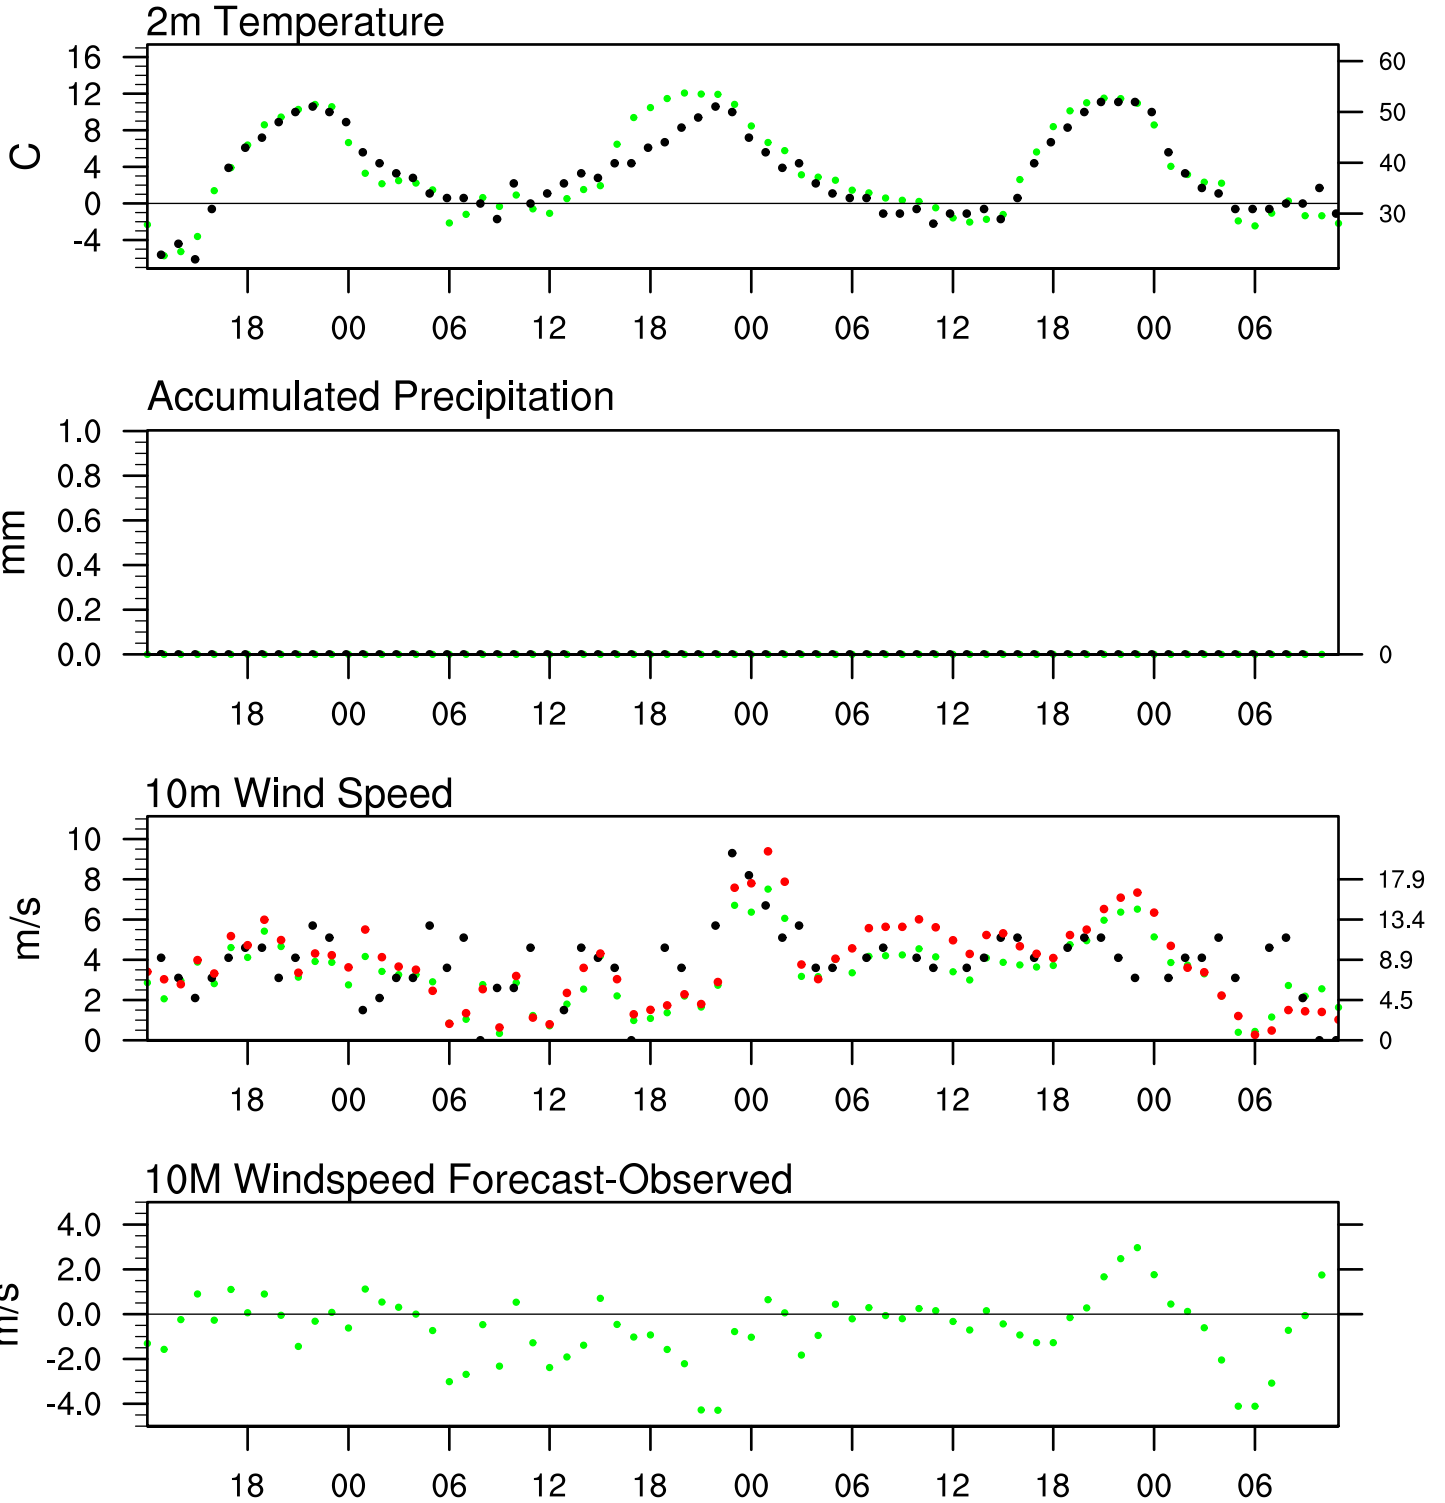 2m Temperature
16 60
12 50
8
4 40
0 30
-4
C
18 00 06 12 18 00 06 12 18 00 06
Accumulated Precipitation
1.0
0.8
0.6
0.4
0.2
0.0 0
mm
18 00 06 12 18 00 06 12 18 00 06
10m Wind Speed
10
8 17.9
6 13.4
4 8.9
2 4.5
0 0
m/s
18 00 06 12 18 00 06 12 18 00 06
10M Windspeed Forecast-Observed
4.0
2.0
0.0
-2.0
-4.0
m/s
18 00 06 12 18 00 06 12 18 00 06